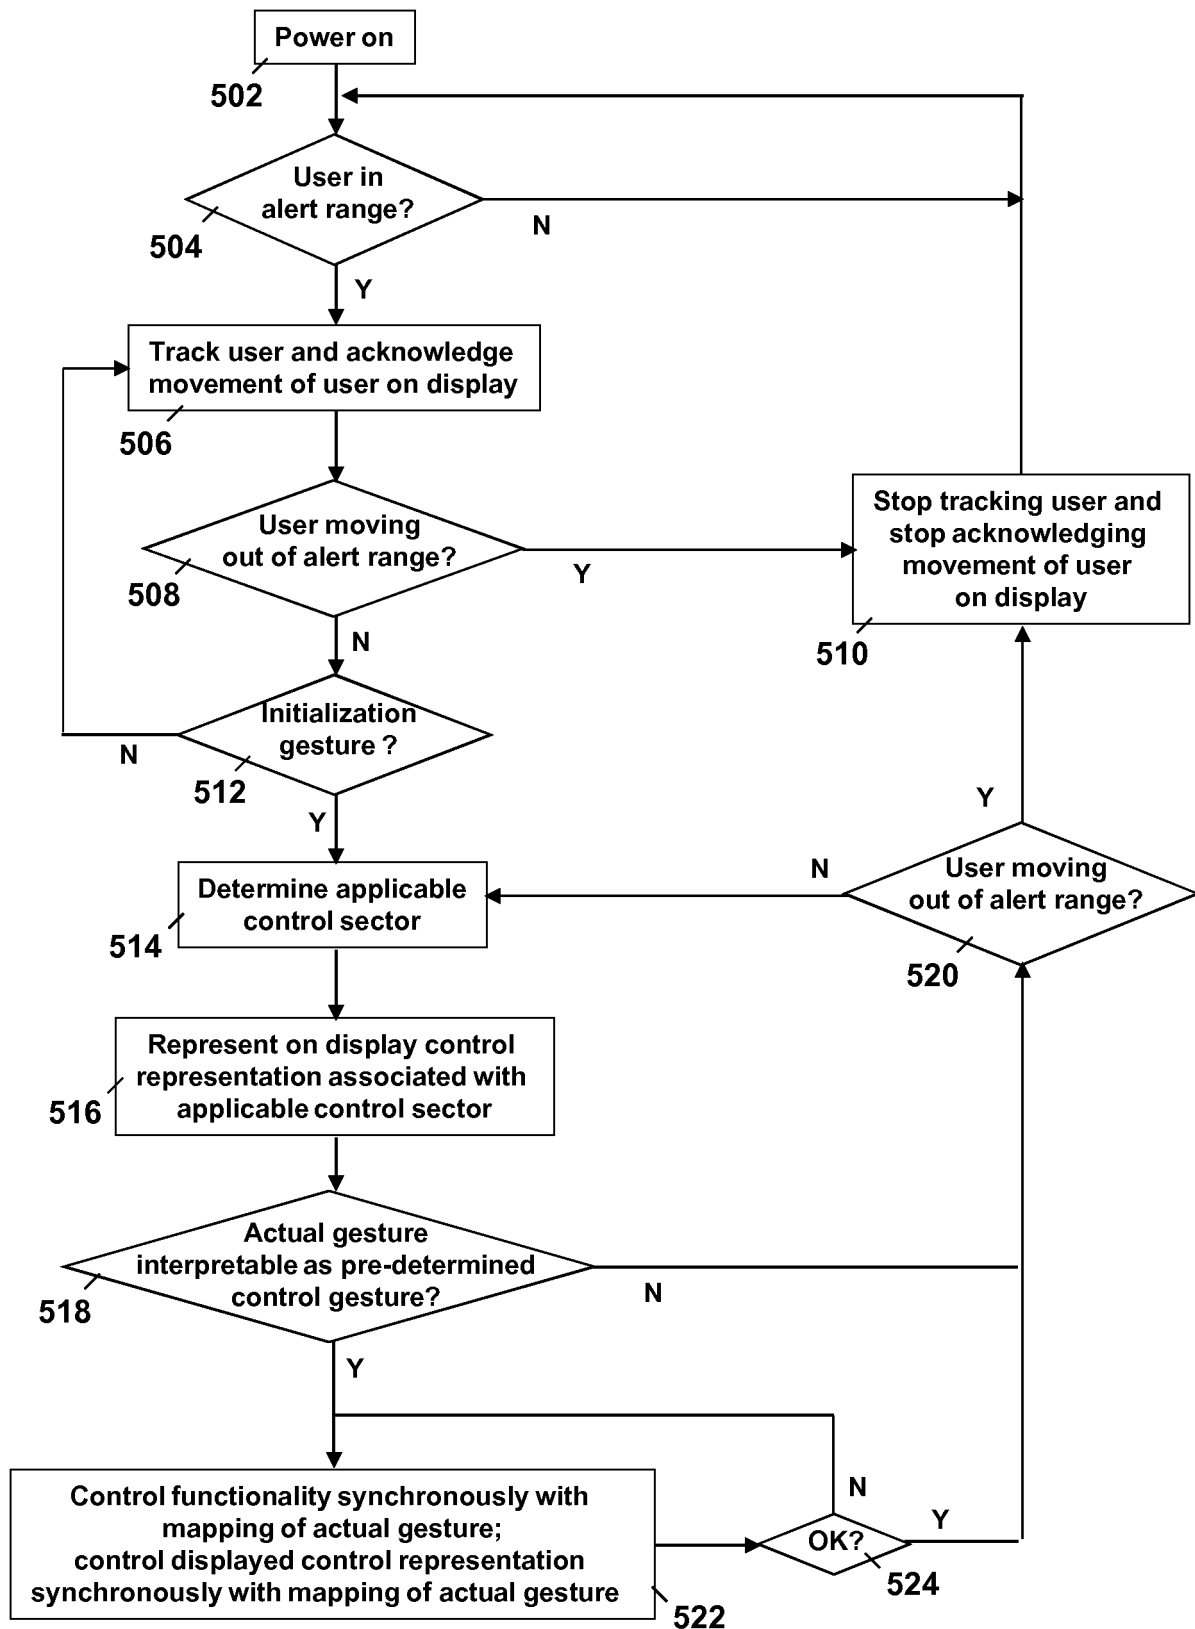 Power on
502
User in
alert range?
504
N
Y
Track user and acknowledge
movement of user on display
506
User moving
out of alert range?
508
Y
N
Stop tracking user and
stop acknowledging
movement of user
on display
510
Initialization
gesture ?
512
N
Y
Determine applicable
control sector
514
Y
N
User moving
out of alert range?
520
Represent on display control
representation associated with
applicable control sector
516
Actual gesture
interpretable as pre-determined
control gesture?
518
N
Y
Control functionality synchronously with
mapping of actual gesture;
control displayed control representation
synchronously with mapping of actual gesture
522
N
OK?
Y
524